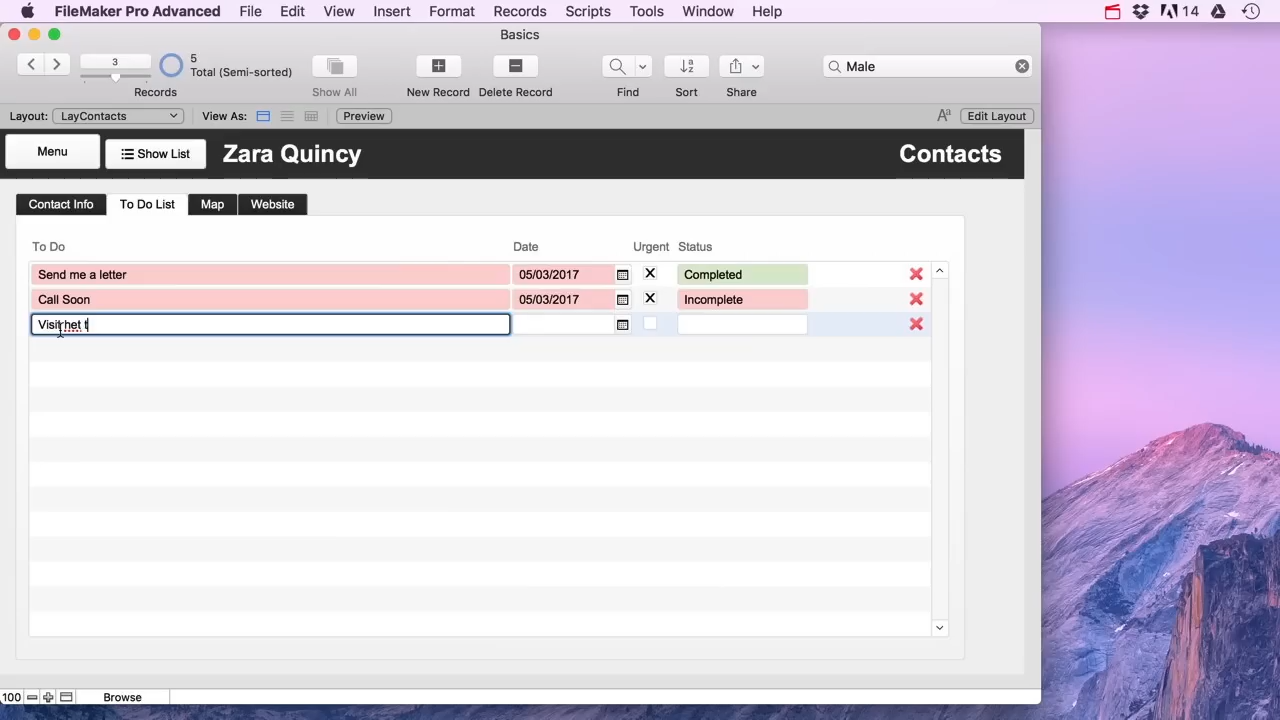 FileMaker Pro Advanced File Edit View Insert Format Records Scripts Tools Window Help 14
Basics
3 5 Total (Semi-sorted) Records
Show All New Record Delete Record Find Sort Share
Male
Layout: LayContacts View As: Preview Aa Edit Layout
Menu Show List Zara Quincy Contacts
Contact Info To Do List Map Website
To Do Date Urgent Status
Send me a letter 05/03/2017 X Completed
Call Soon 05/03/2017 X Incomplete
Visit het t
100 Browse